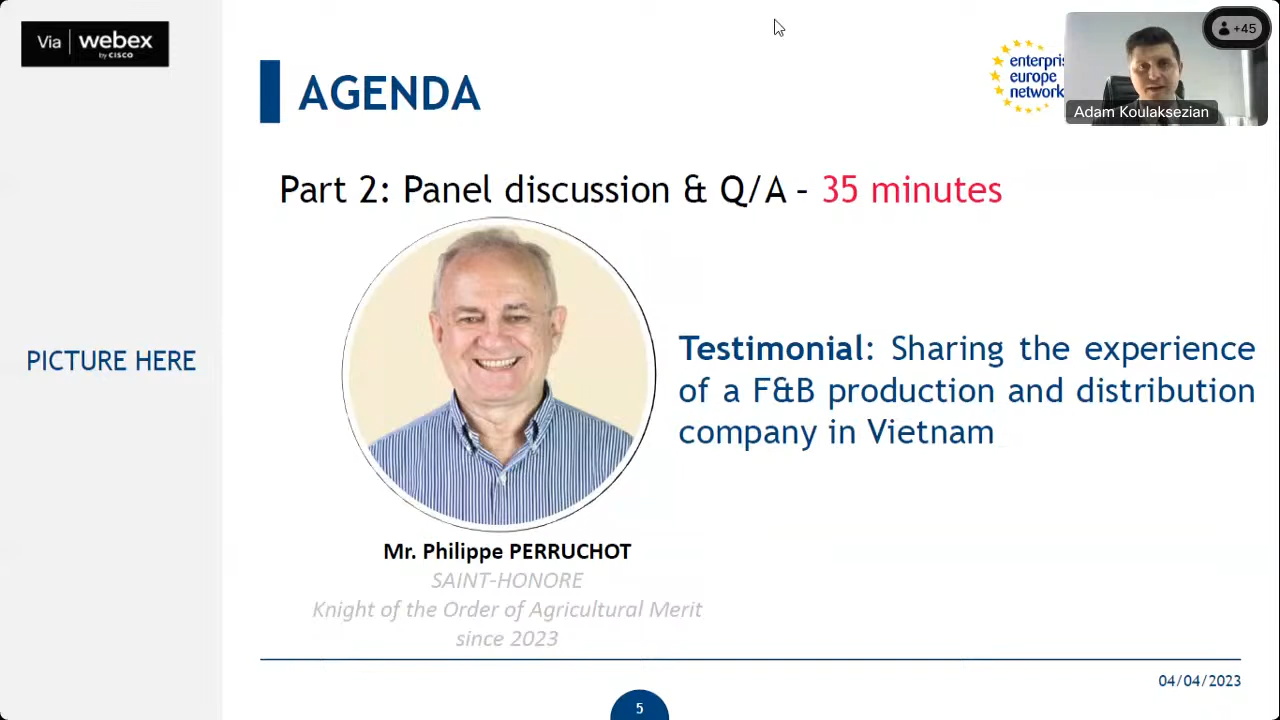 Via webex
by CISCO
+45
AGENDA
enterpris
europe
network
Adam Koulaksezian
Part 2: Panel discussion & Q/A – 35 minutes
PICTURE HERE
Testimonial: Sharing the experience
of a F&B production and distribution
company in Vietnam
Mr. Philippe PERRUCHOT
SAINT-HONORE
Knight of the Order of Agricultural Merit
since 2023
04/04/2023
5